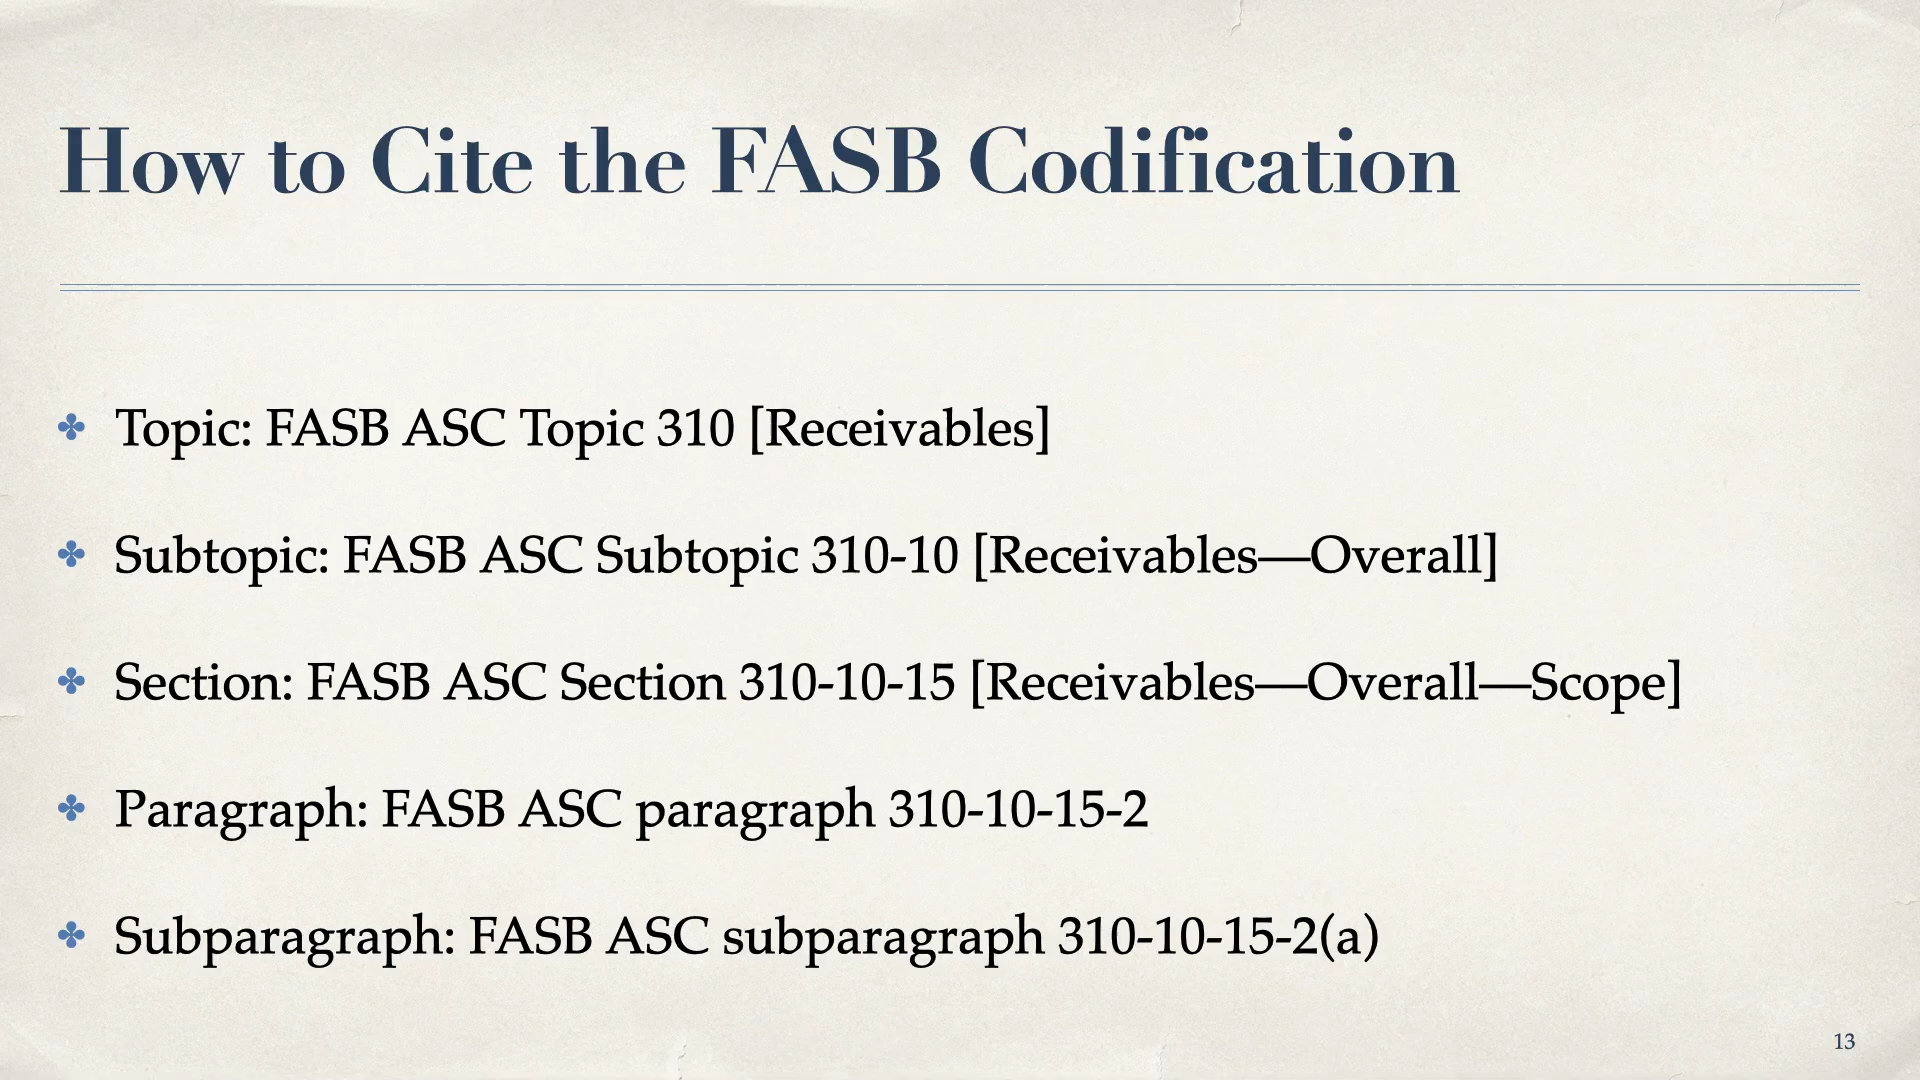 How to Cite the FASB Codification
Topic: FASB ASC Topic 310 [Receivables]
Subtopic: FASB ASC Subtopic 310-10 [Receivables—Overall]
Section: FASB ASC Section 310-10-15 [Receivables—Overall—Scope]
Paragraph: FASB ASC paragraph 310-10-15-2
Subparagraph: FASB ASC subparagraph 310-10-15-2(a)
13